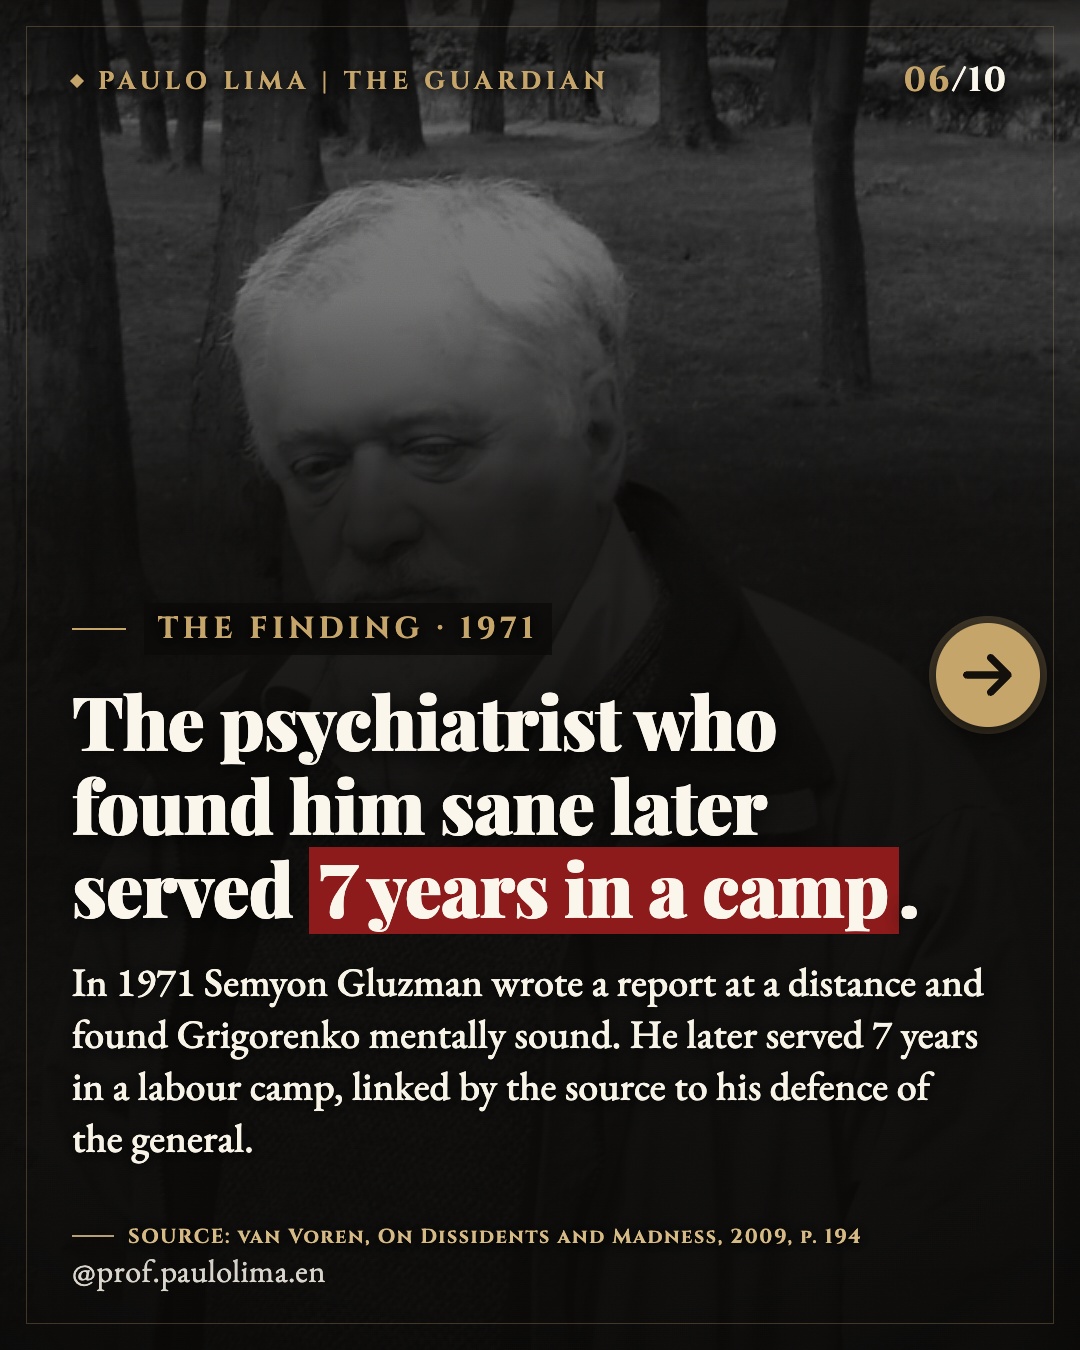 ◆ PAULO LIMA | THE GUARDIAN
06/10
THE FINDING · 1971
The psychiatrist who
found him sane later
served 7 years in a camp.
In 1971 Semyon Gluzman wrote a report at a distance and
found Grigorenko mentally sound. He later served 7 years
in a labour camp, linked by the source to his defence of
the general.
SOURCE: VAN VOREN, ON DISSIDENTS AND MADNESS, 2009, P. 194
@prof.paulolima.en